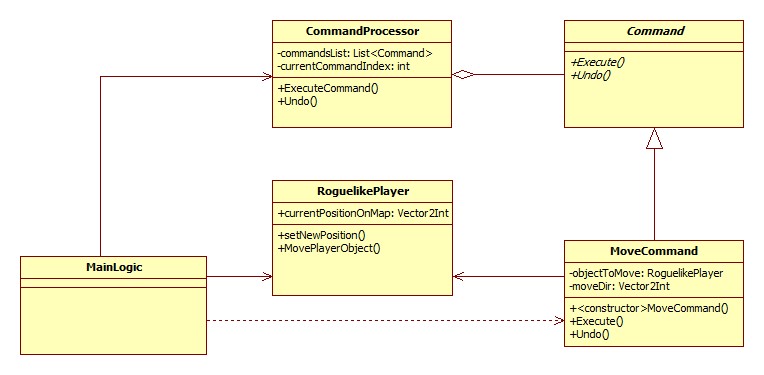 CommandProcessor
-commandsList: List<Command>
-currentCommandIndex: int
+ExecuteCommand()
+Undo()
Command
+Execute()
+Undo()
RoguelikePlayer
+currentPositionOnMap: Vector2Int
+setNewPosition()
+MovePlayerObject()
MainLogic
MoveCommand
-objectToMove: RoguelikePlayer
-moveDir: Vector2Int
+<constructor>MoveCommand()
+Execute()
+Undo()